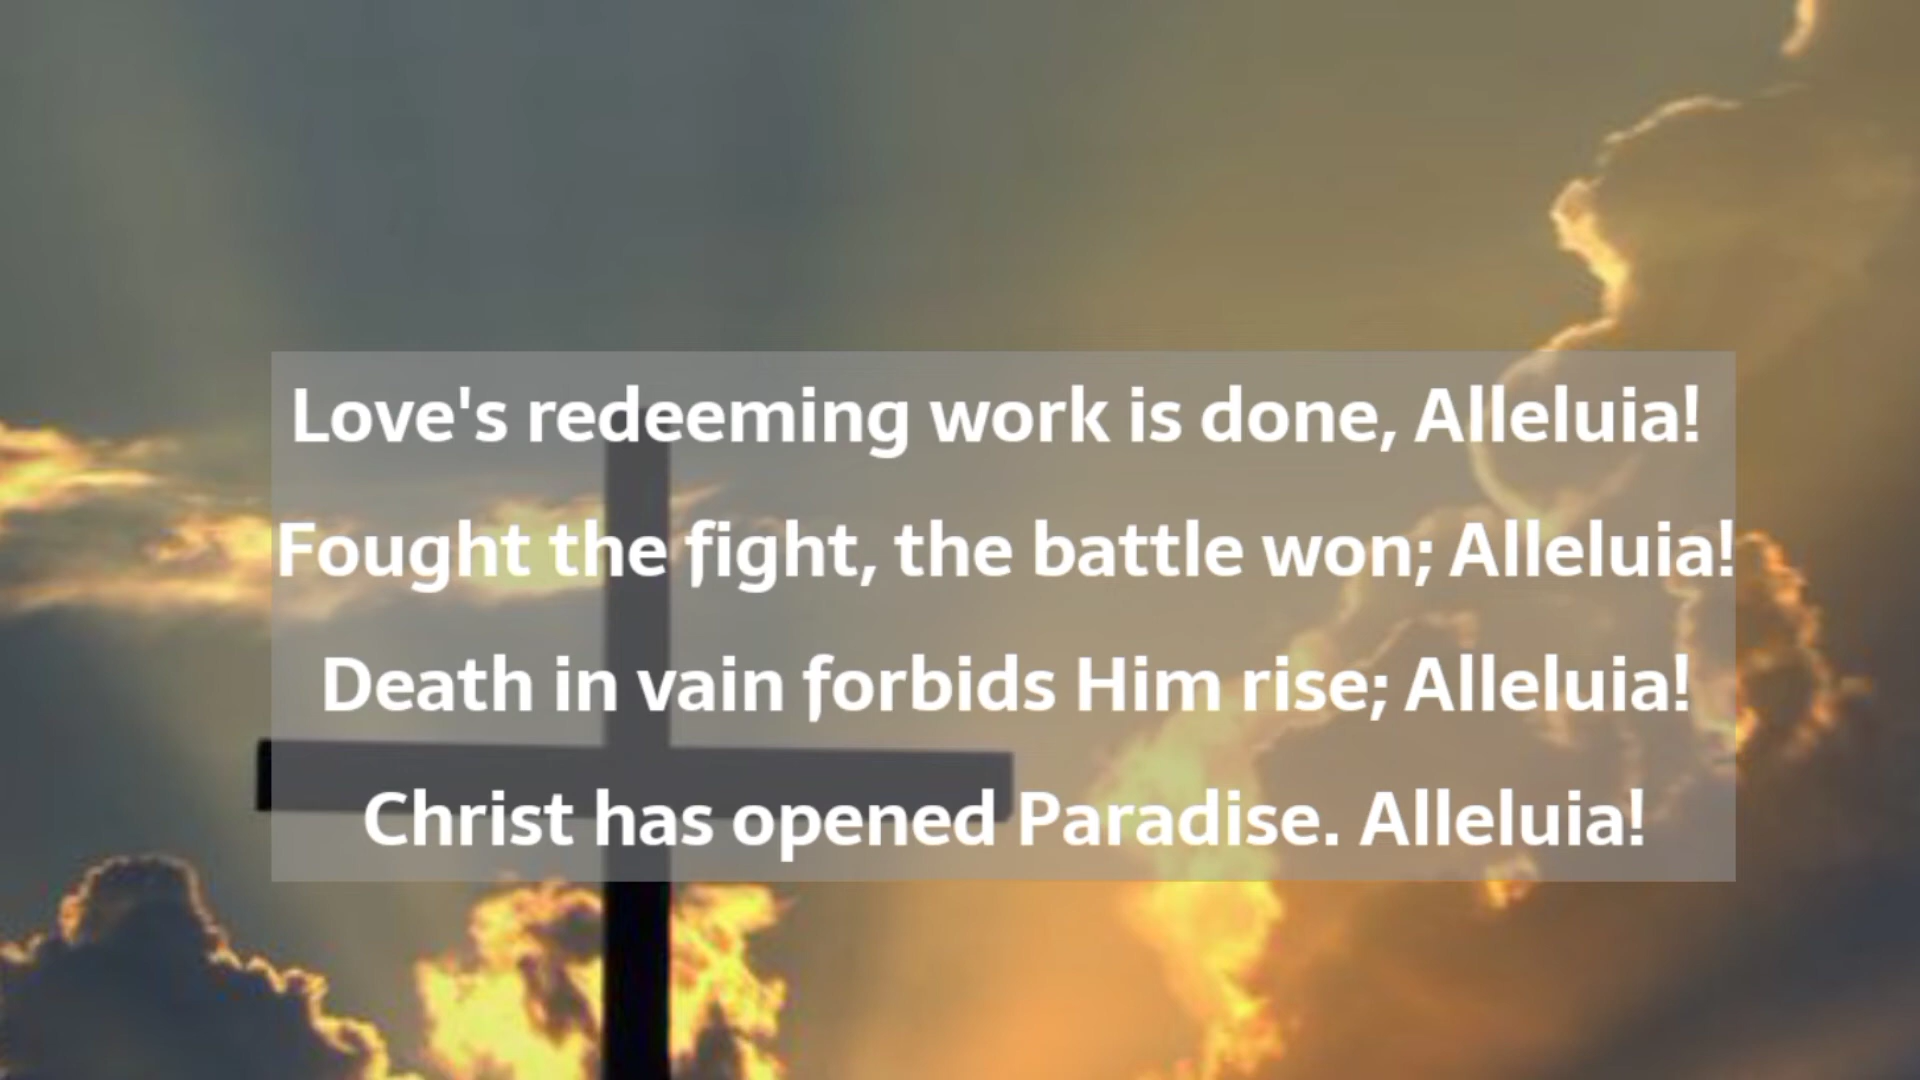 Love's redeeming work is done, Alleluia!
Fought the fight, the battle won; Alleluia!
Death in vain forbids Him rise; Alleluia!
Christ has opened Paradise. Alleluia!